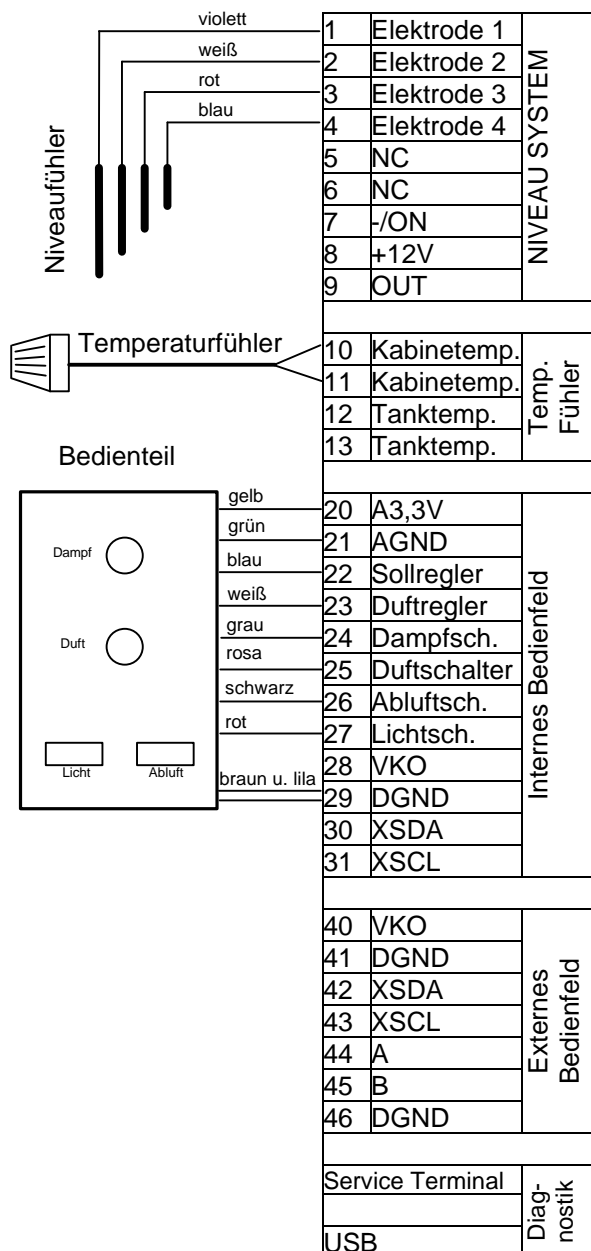 violett
1 Elektrode 1
weiß
2 Elektrode 2
rot
3 Elektrode 3
blau
4 Elektrode 4
5 NC
6 NC
7 -/ON
8 +12V
9 OUT
NIVEAU SYSTEM
Niveaufühler
Temperaturfühler
10 Kabinetemp.
11 Kabinetemp.
12 Tanktemp.
13 Tanktemp.
Temp.
Fühler
Bedienteil
Dampf
Duft
Licht
Abluft
gelb
20 A3,3V
grün
21 AGND
blau
22 Sollregler
weiß
23 Duftregler
grau
24 Dampfsch.
rosa
25 Duftschalter
schwarz
26 Abluftsch.
rot
27 Lichtsch.
28 VKO
braun u. lila
29 DGND
30 XSDA
31 XSCL
Internes Bedienfeld
40 VKO
41 DGND
42 XSDA
43 XSCL
44 A
45 B
46 DGND
Externes
Bedienfeld
Service Terminal
USB
Diag-
nostik